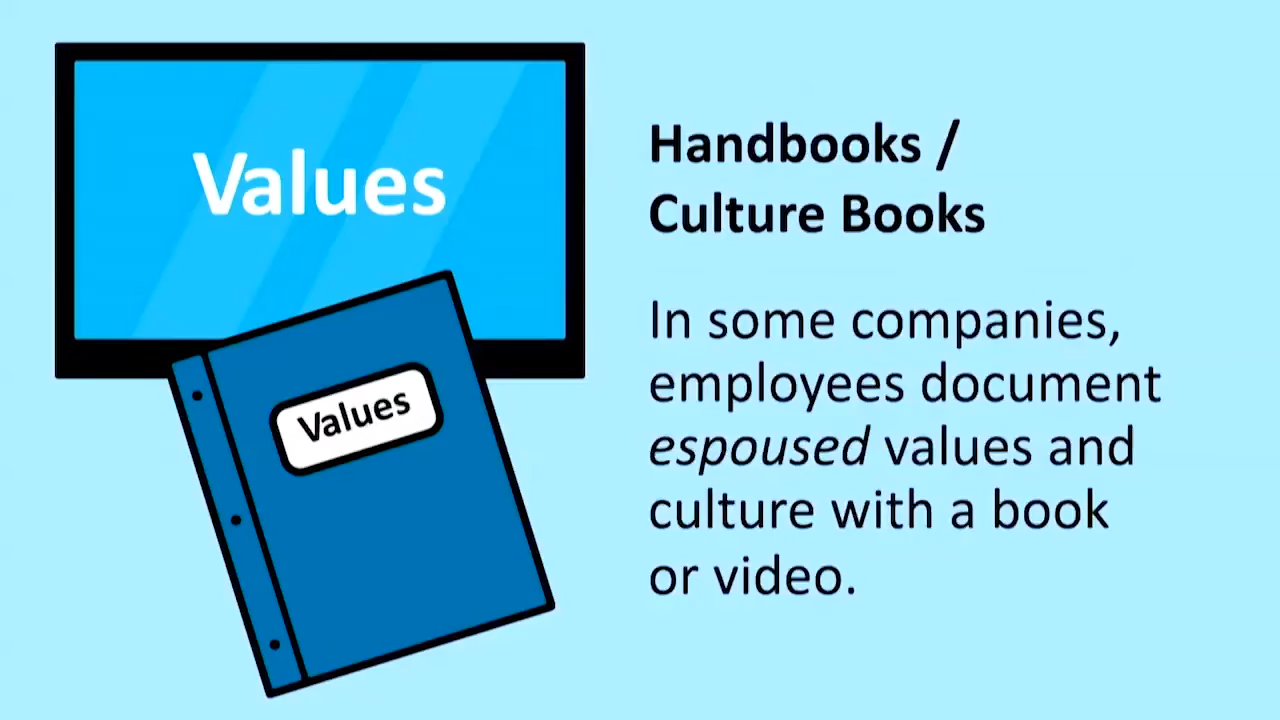 Values
Values
Handbooks /
Culture Books
In some companies,
employees document
espoused values and
culture with a book
or video.